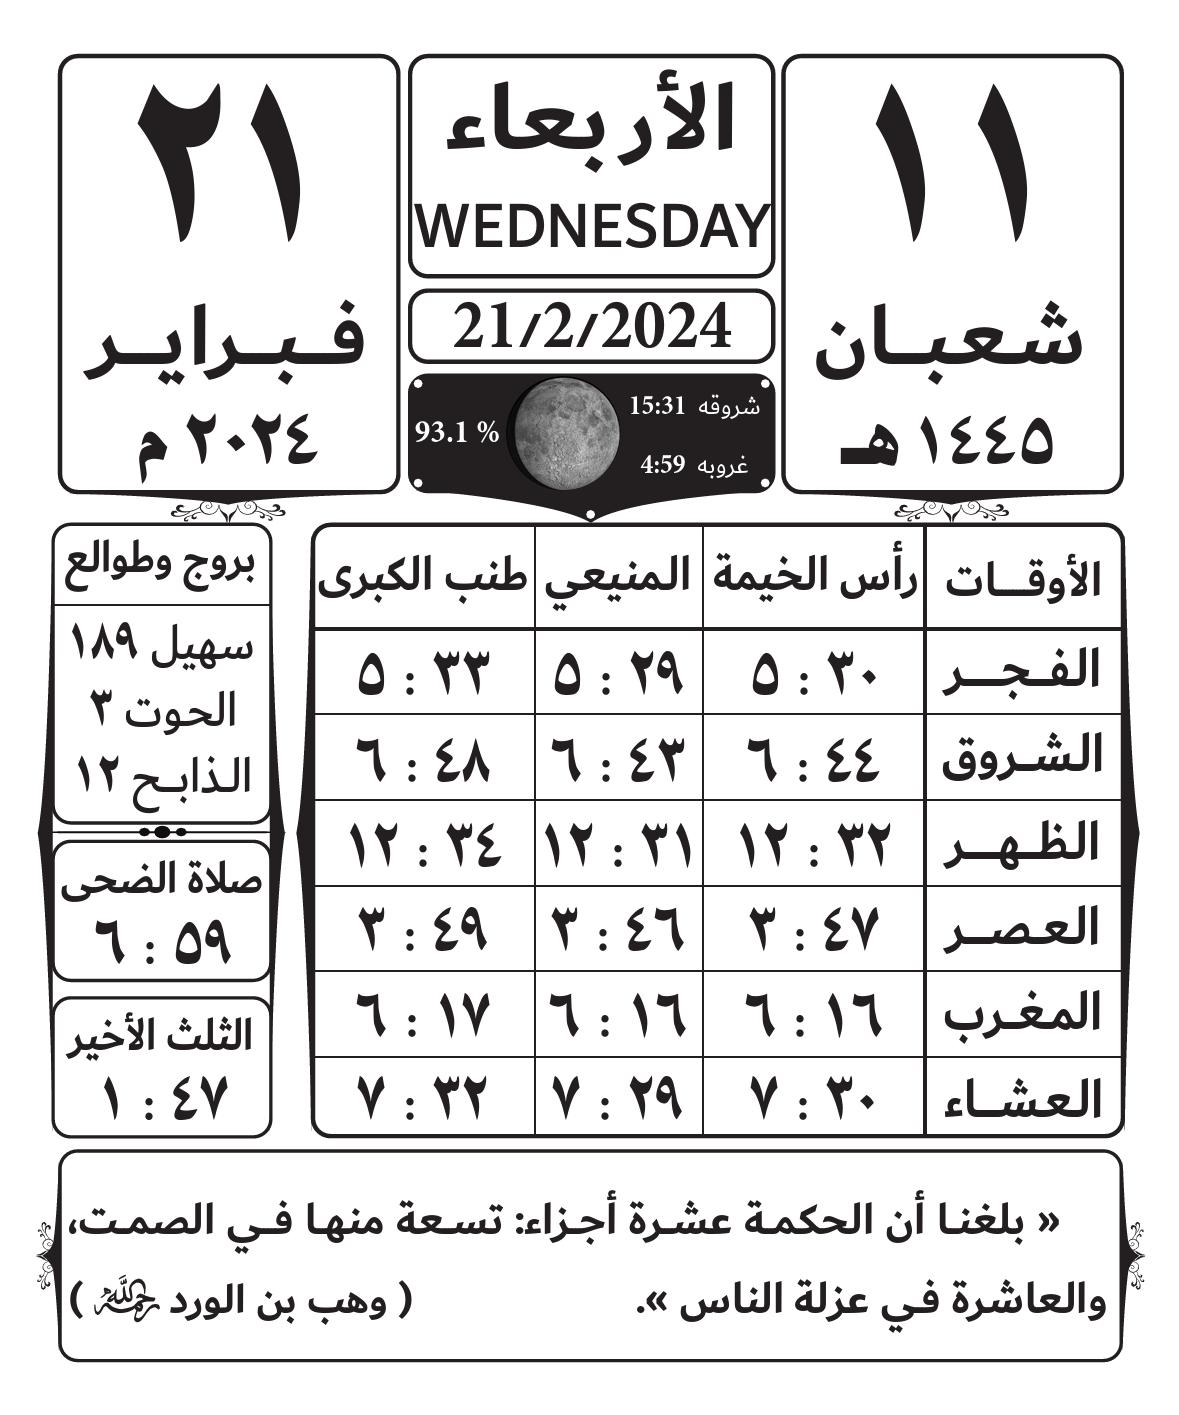 ١١
شعبان
١٤٤٥ هـ
الأربعاء
WEDNESDAY
21/2/2024
شروقه 15:31
غروبه 4:59
93.1 %
٢١
فبراير
٢٠٢٤ م
الأوقات رأس الخيمة المنيعي طنب الكبرى
الفجر ٥ : ٣٠ ٥ : ٢٩ ٥ : ٣٣
الشروق ٦ : ٤٤ ٦ : ٤٣ ٦ : ٤٨
الظهر ١٢ : ٣٢ ١٢ : ٣١ ١٢ : ٣٤
العصر ٣ : ٤٧ ٣ : ٤٦ ٣ : ٤٩
المغرب ٦ : ١٦ ٦ : ١٦ ٦ : ١٧
العشاء ٧ : ٣٠ ٧ : ٢٩ ٧ : ٣٢
بروج وطوالع
سهيل ١٨٩
الحوت ٣
الذابح ١٢
صلاة الضحى
٦ : ٥٩
الثلث الأخير
١ : ٤٧
« بلغنا أن الحكمة عشرة أجزاء: تسعة منها في الصمت،
والعاشرة في عزلة الناس ». ( وهب بن الورد رحمه الله )